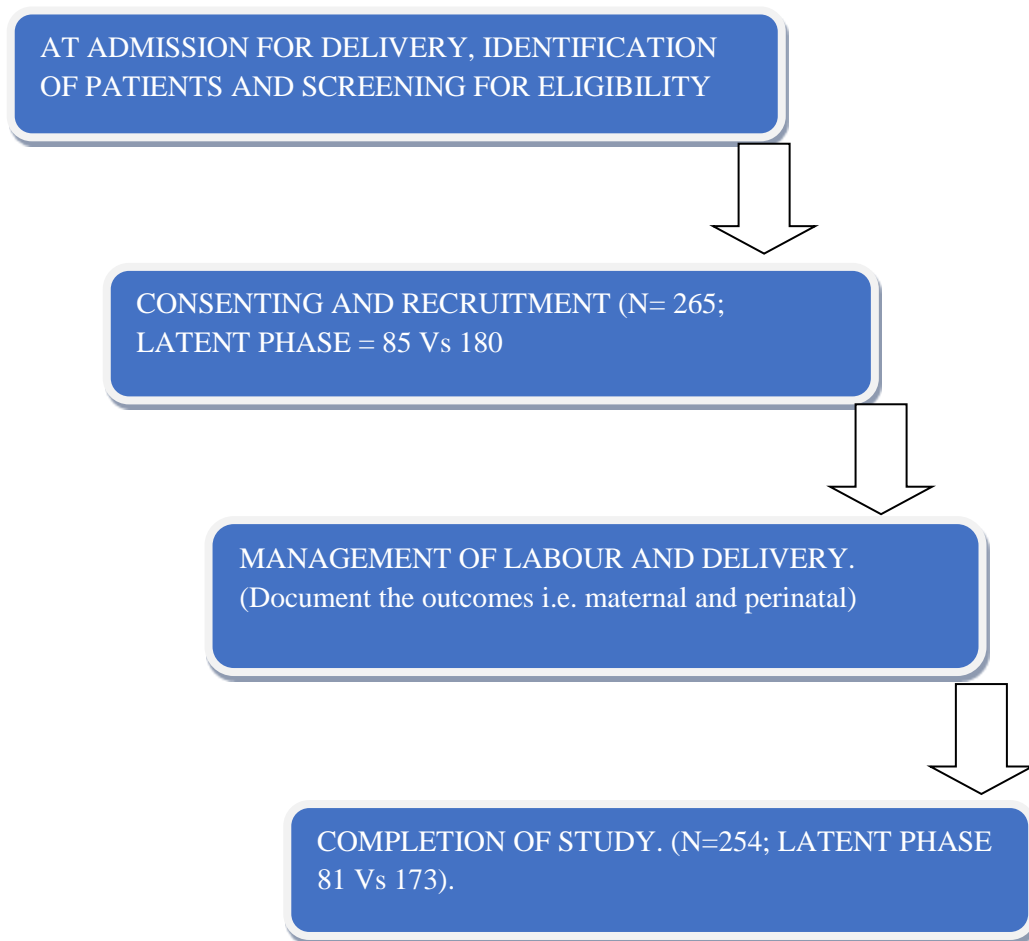 AT ADMISSION FOR DELIVERY, IDENTIFICATION
OF PATIENTS AND SCREENING FOR ELIGIBILITY
CONSENTING AND RECRUITMENT (N= 265;
LATENT PHASE = 85 Vs 180
MANAGEMENT OF LABOUR AND DELIVERY.
(Document the outcomes i.e. maternal and perinatal)
COMPLETION OF STUDY. (N=254; LATENT PHASE
81 Vs 173).